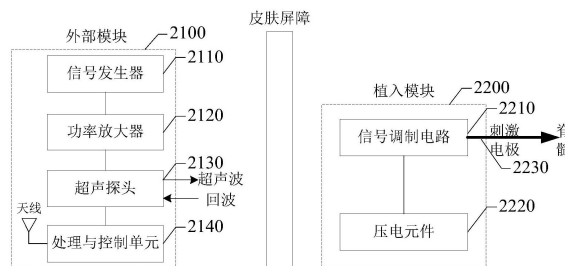 皮肤屏障
外部模块
2100
信号发生器
2110
功率放大器
2120
超声探头
2130
超声波
回波
天线
处理与控制单元
2140
植入模块
2200
信号调制电路
2210
刺激
电极
2230
压电元件
2220